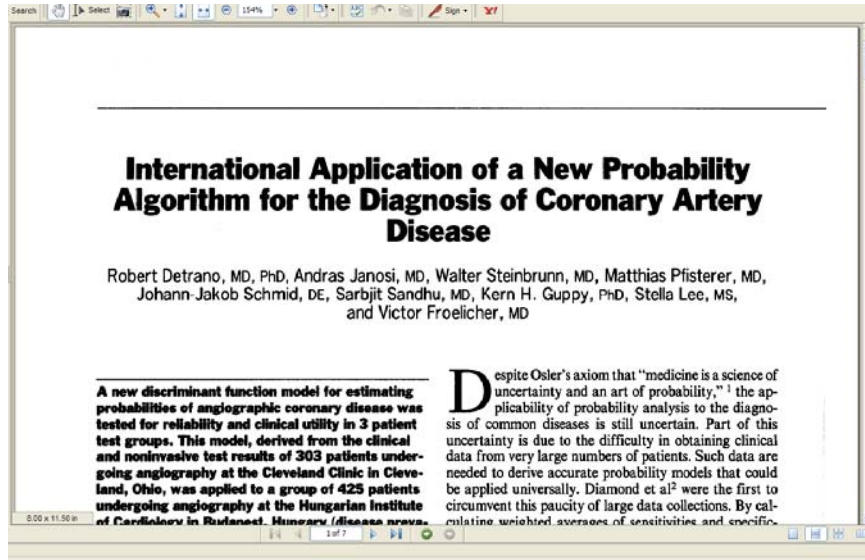 Search Select 154% Sign Y!
International Application of a New Probability
Algorithm for the Diagnosis of Coronary Artery
Disease
Robert Detrano, MD, PhD, Andras Janosi, MD, Walter Steinbrunn, MD, Matthias Pfisterer, MD,
Johann-Jakob Schmid, DE, Sarbjit Sandhu, MD, Kern H. Guppy, PhD, Stella Lee, MS,
and Victor Froelicher, MD
A new discriminant function model for estimating
probabilities of angiographic coronary disease was
tested for reliability and clinical utility in 3 patient
test groups. This model, derived from the clinical
and noninvasive test results of 303 patients under-
going angiography at the Cleveland Clinic in Cleve-
land, Ohio, was applied to a group of 425 patients
undergoing angiography at the Hungarian Institute
of Cardiology in Budapest, Hungary (disease preva-
Despite Osler's axiom that "medicine is a science of
uncertainty and an art of probability," 1 the ap-
plicability of probability analysis to the diagno-
sis of common diseases is still uncertain. Part of this
uncertainty is due to the difficulty in obtaining clinical
data from very large numbers of patients. Such data are
needed to derive accurate probability models that could
be applied universally. Diamond et al2 were the first to
circumvent this paucity of large data collections. By cal-
culating weighted averages of sensitivities and specific-
8.00 x 11.50 in
1 of 7